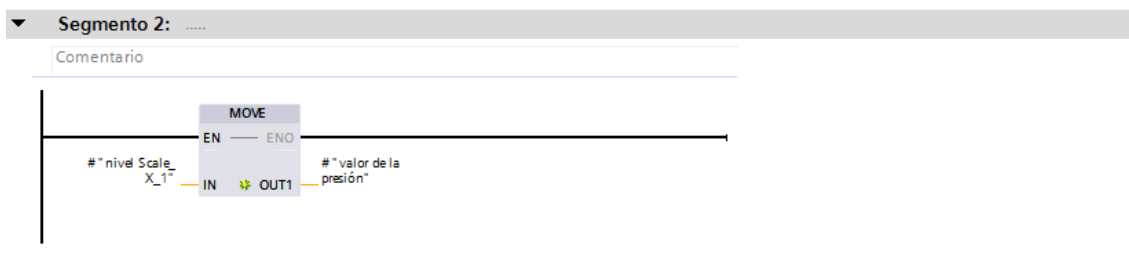 Segmento 2: .....
Comentario
MOVE
EN ENO
#"nivel Scale_
X_1"
#"valor de la
presión"
IN OUT1